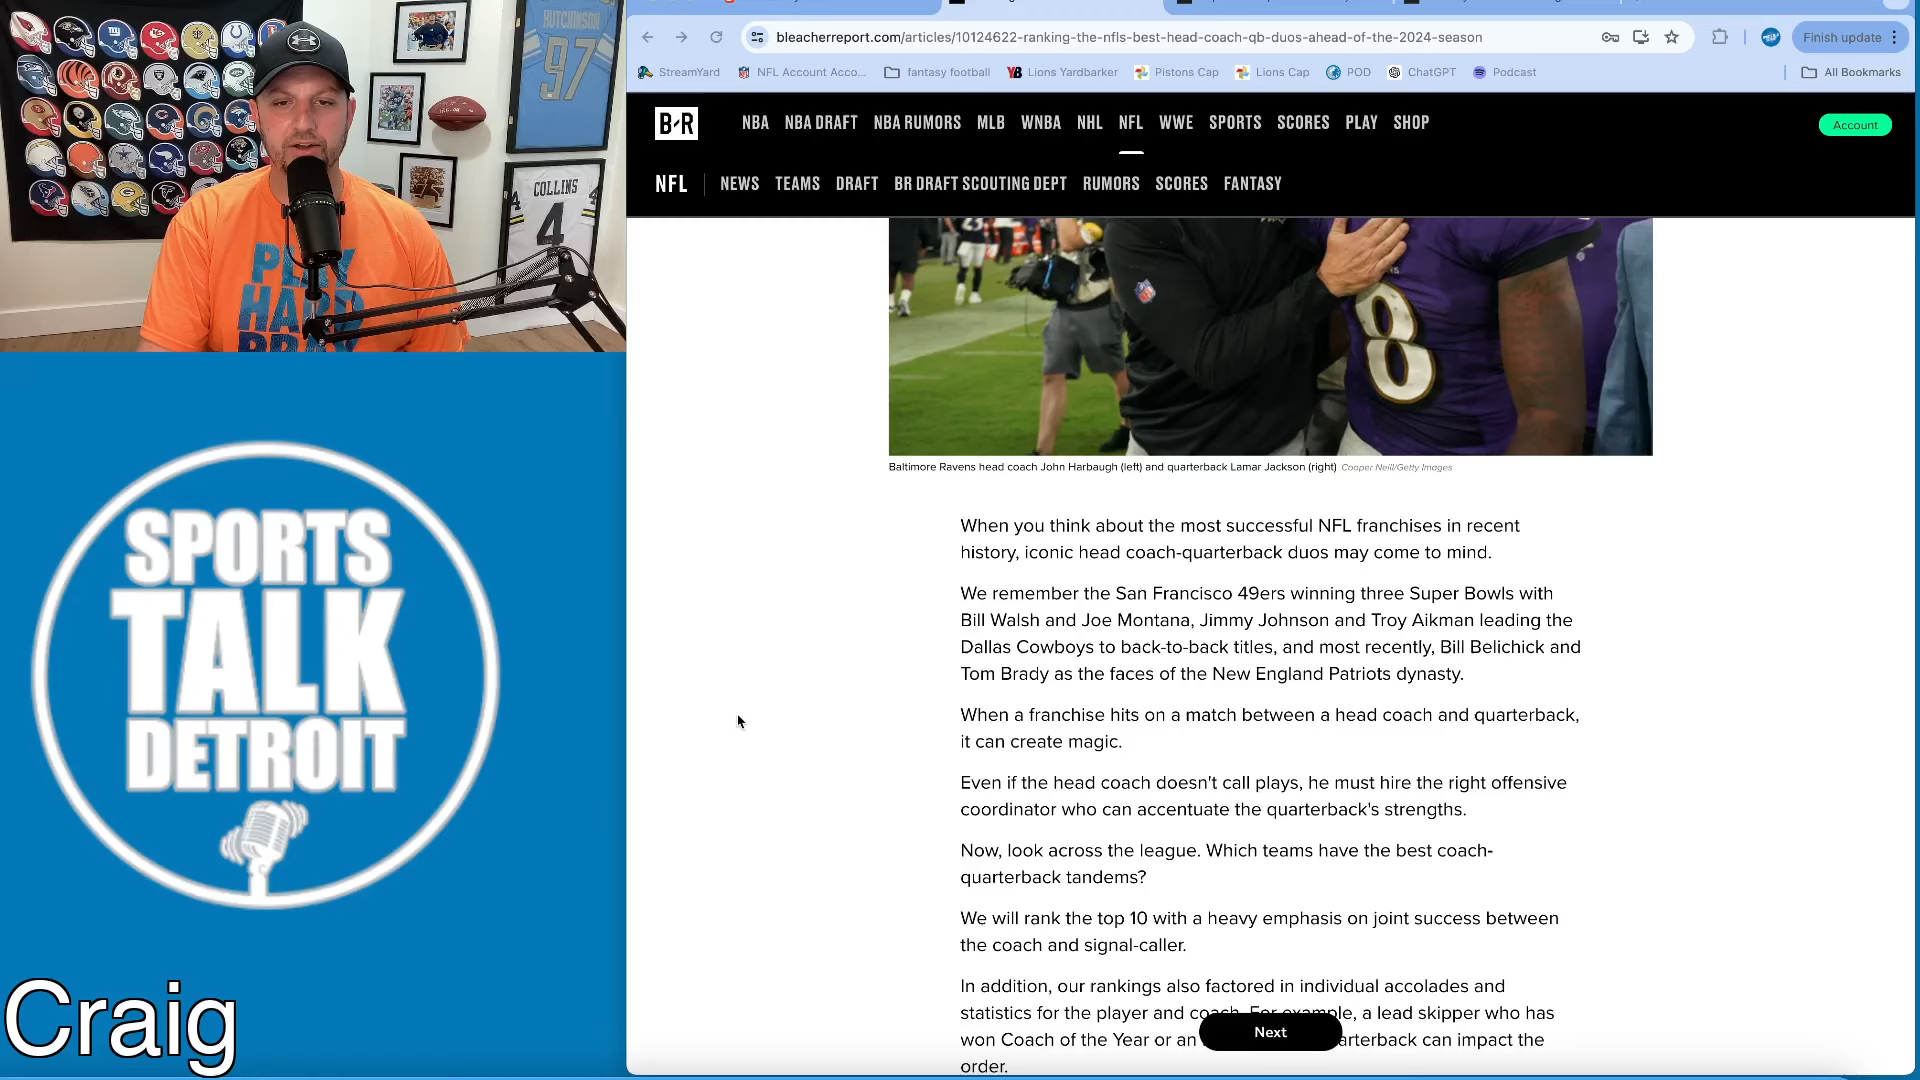 HUTCHINSON
97
COLLINS
4
4
4
PLAY
HARD
PRAY
SPORTS
TALK
DETROIT
Craig
bleacherreport.com/articles/10124622-ranking-the-nfls-best-head-coach-qb-duos-ahead-of-the-2024-season
Finish update
StreamYard
NFL Account Acco...
fantasy football
YB Lions Yardbarker
Pistons Cap
Lions Cap
POD
ChatGPT
Podcast
All Bookmarks
B/R
NBA NBA DRAFT NBA RUMORS MLB WNBA NHL NFL WWE SPORTS SCORES PLAY SHOP
Account
NFL NEWS TEAMS DRAFT BR DRAFT SCOUTING DEPT RUMORS SCORES FANTASY
8
Baltimore Ravens head coach John Harbaugh (left) and quarterback Lamar Jackson (right) Cooper Neill/Getty Images
When you think about the most successful NFL franchises in recent
history, iconic head coach-quarterback duos may come to mind.
We remember the San Francisco 49ers winning three Super Bowls with
Bill Walsh and Joe Montana, Jimmy Johnson and Troy Aikman leading the
Dallas Cowboys to back-to-back titles, and most recently, Bill Belichick and
Tom Brady as the faces of the New England Patriots dynasty.
When a franchise hits on a match between a head coach and quarterback,
it can create magic.
Even if the head coach doesn't call plays, he must hire the right offensive
coordinator who can accentuate the quarterback's strengths.
Now, look across the league. Which teams have the best coach-
quarterback tandems?
We will rank the top 10 with a heavy emphasis on joint success between
the coach and signal-caller.
In addition, our rankings also factored in individual accolades and
statistics for the player and coach. For example, a lead skipper who has
won Coach of the Year or an
Next
arterback can impact the
order.